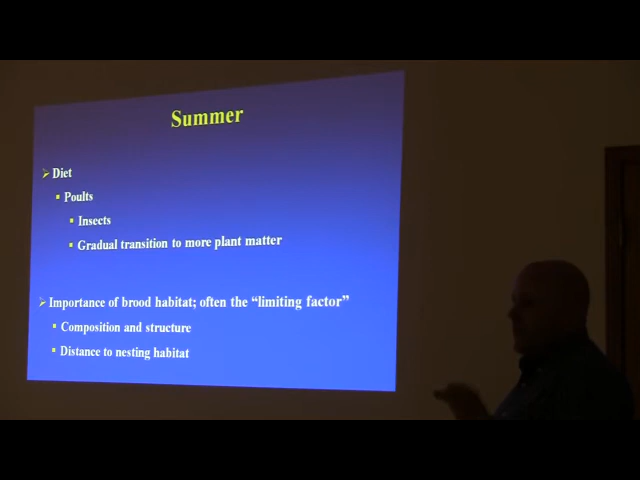 Summer
➢ Diet
▪ Poults
▪ Insects
▪ Gradual transition to more plant matter
➢ Importance of brood habitat; often the “limiting factor”
▪ Composition and structure
▪ Distance to nesting habitat